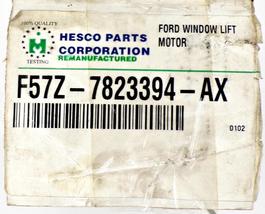 100% QUALITY
M
TESTING
HESCO PARTS
CORPORATION
REMANUFACTURED
FORD WINDOW LIFT
MOTOR
F57Z-7823394-AX
0102